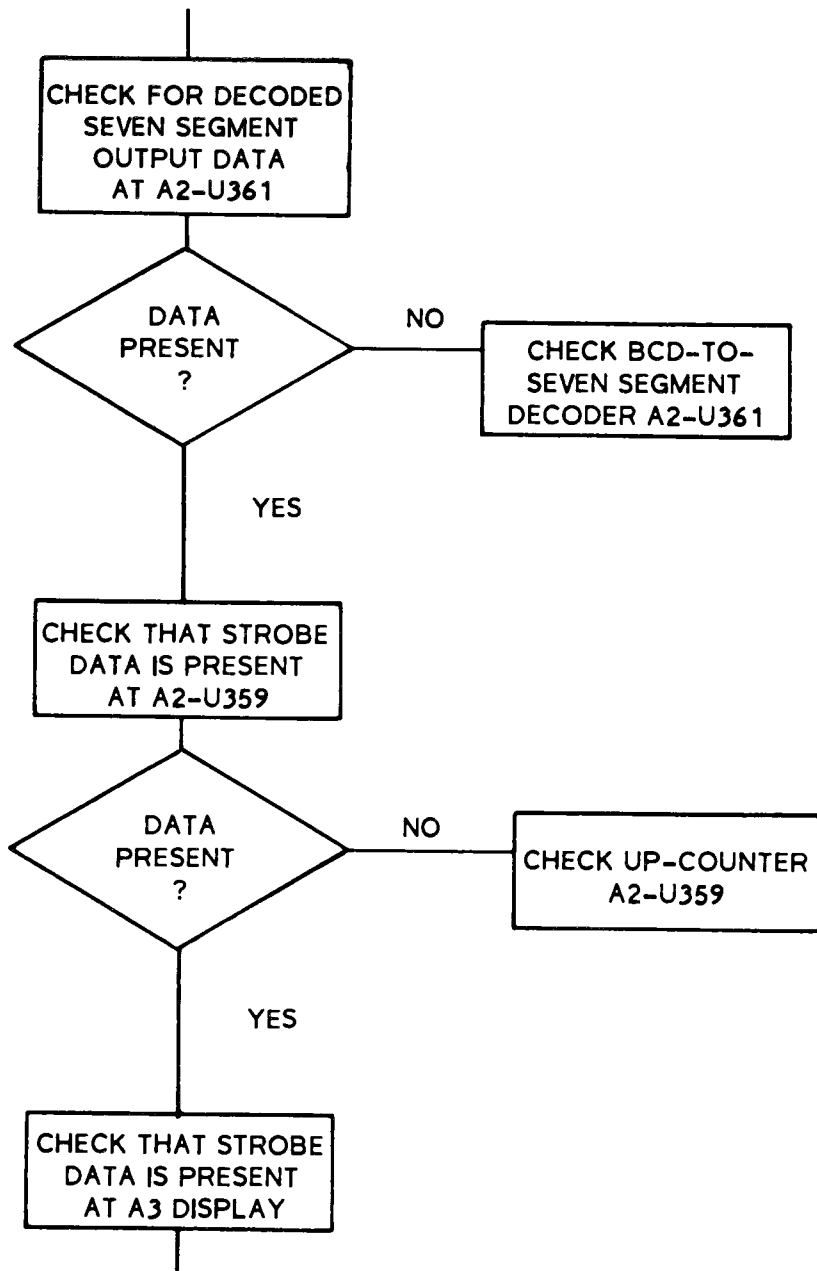 CHECK FOR DECODED
SEVEN SEGMENT
OUTPUT DATA
AT A2-U361
DATA
PRESENT
?
NO
CHECK BCD-TO-
SEVEN SEGMENT
DECODER A2-U361
YES
CHECK THAT STROBE
DATA IS PRESENT
AT A2-U359
DATA
PRESENT
?
NO
CHECK UP-COUNTER
A2-U359
YES
CHECK THAT STROBE
DATA IS PRESENT
AT A3 DISPLAY